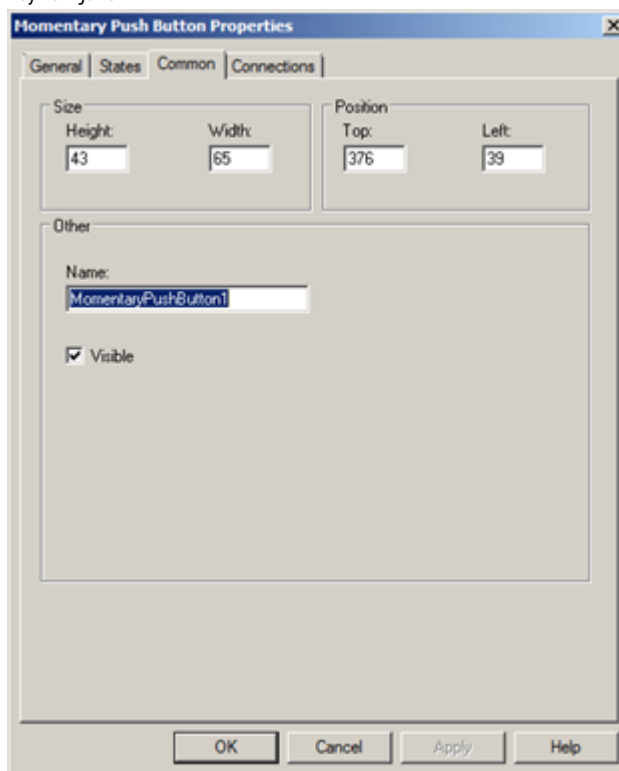 Momentary Push Button Properties
General States Common Connections
Size
Height: Width:
43 65
Position
Top: Left:
376 39
Other
Name:
MomentaryPushButton1
Visible
OK Cancel Apply Help